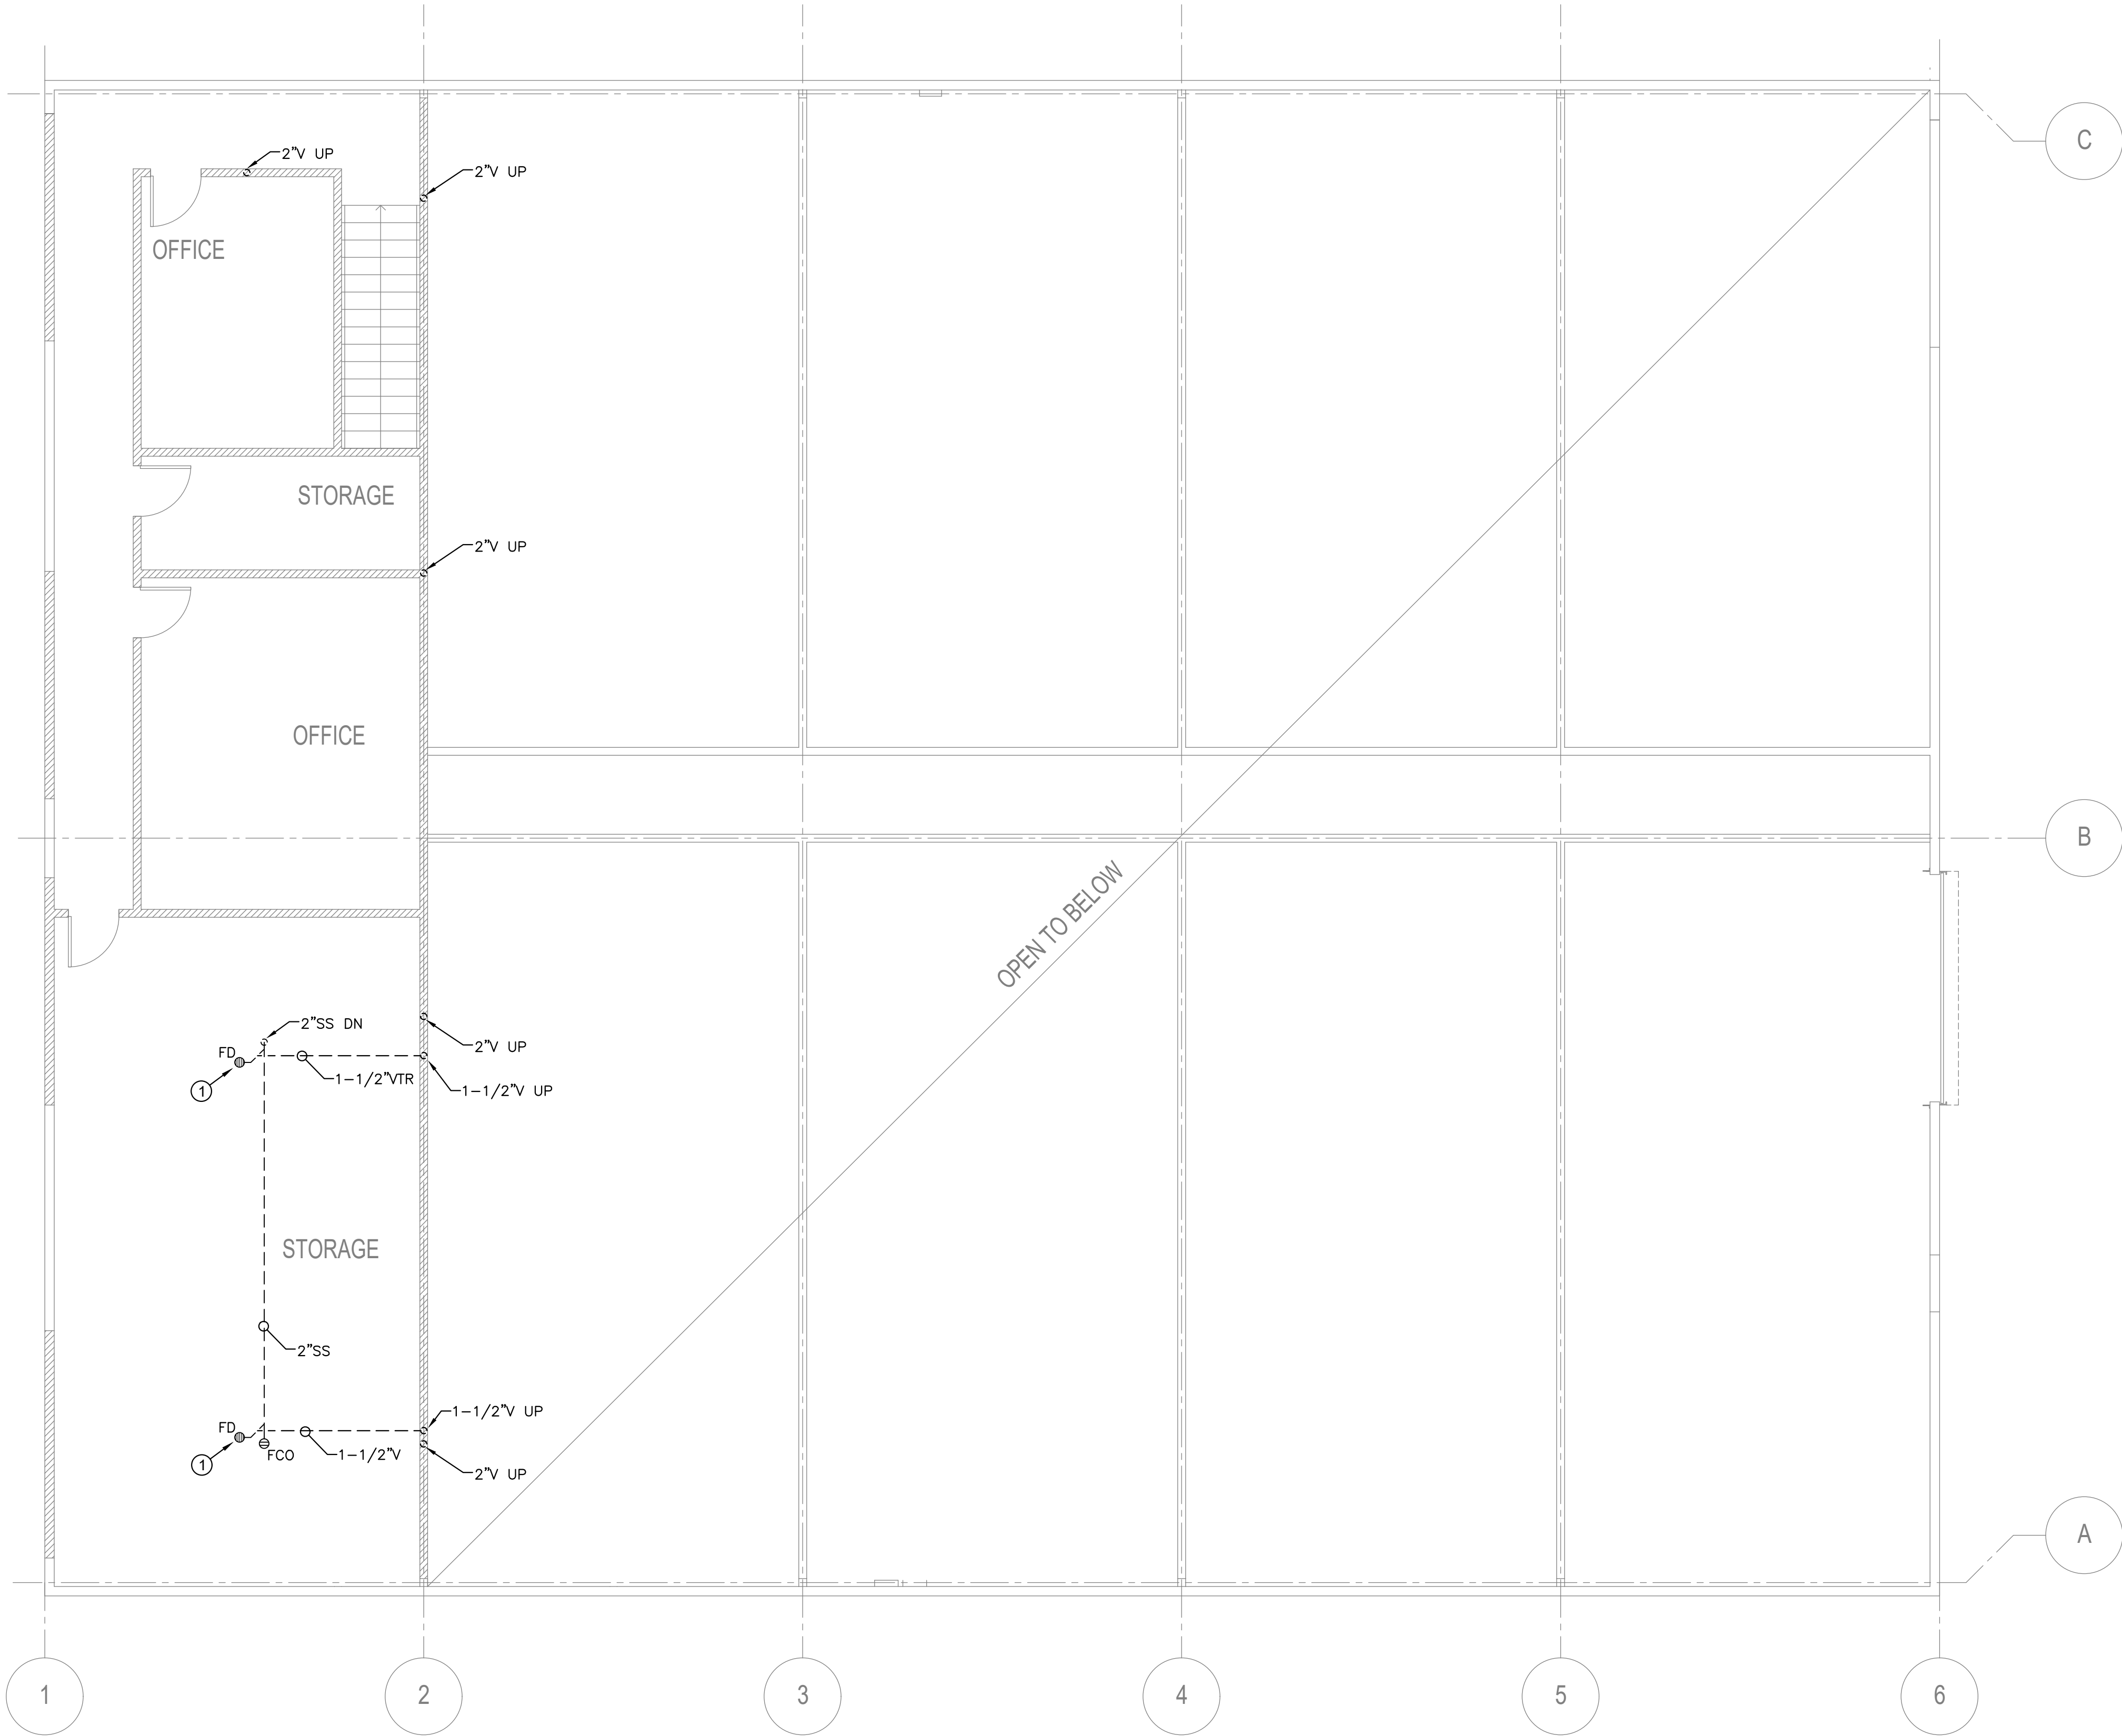 C
2"V UP
2"V UP
OFFICE
STORAGE
2"V UP
OFFICE
B
OPEN TO BELOW
2"SS DN
FD
2"V UP
1
1-1/2"VTR
1-1/2"V UP
STORAGE
2"SS
1-1/2"V UP
FD
FCO
1-1/2"V
1
2"V UP
A
1
2
3
4
5
6